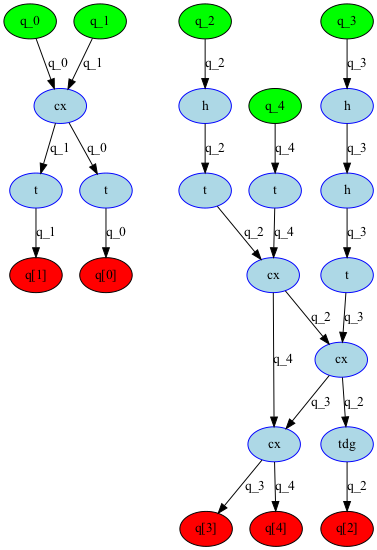 q_0 q_1 q_2 q_3
q_0 q_1 q_2 q_3
cx h q_4 h
q_1 q_0 q_2 q_4 q_3
t t t t h
q_1 q_0 q_2 q_4 q_3
q[1] q[0] cx t
q_2 q_3
q_4 cx
q_3 q_2
cx tdg
q_3 q_4 q_2
q[3] q[4] q[2]